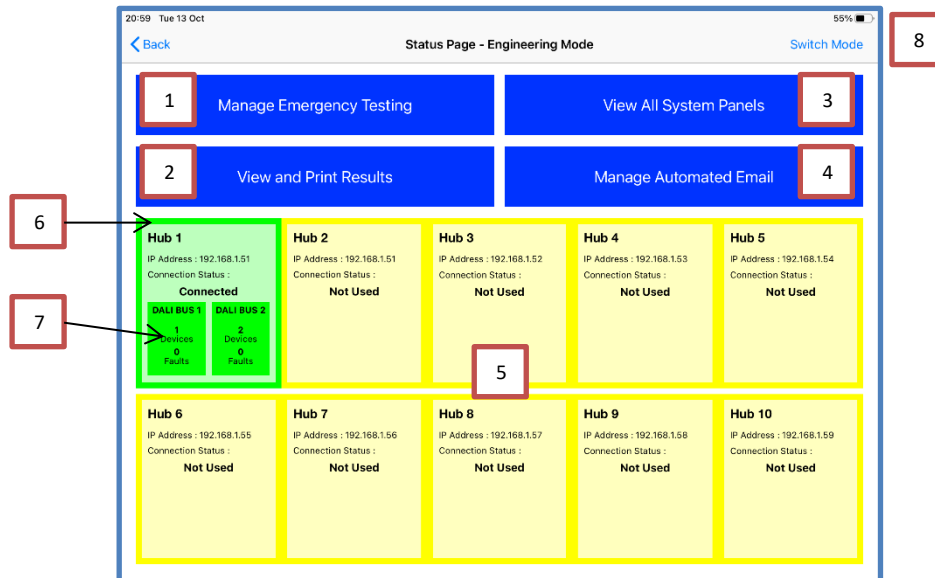 20:59 Tue 13 Oct 55%
Back Status Page - Engineering Mode Switch Mode 8
1 Manage Emergency Testing View All System Panels 3
2 View and Print Results Manage Automated Email 4
6
Hub 1 Hub 2 Hub 3 Hub 4 Hub 5
IP Address : 192.168.1.51 IP Address : 192.168.1.51 IP Address : 192.168.1.52 IP Address : 192.168.1.53 IP Address : 192.168.1.54
Connection Status : Connection Status : Connection Status : Connection Status : Connection Status :
Connected Not Used Not Used Not Used Not Used
DALI BUS 1 DALI BUS 2
7
1 2
Devices Devices
0 0
Faults Faults
5
Hub 6 Hub 7 Hub 8 Hub 9 Hub 10
IP Address : 192.168.1.55 IP Address : 192.168.1.56 IP Address : 192.168.1.57 IP Address : 192.168.1.58 IP Address : 192.168.1.59
Connection Status : Connection Status : Connection Status : Connection Status : Connection Status :
Not Used Not Used Not Used Not Used Not Used